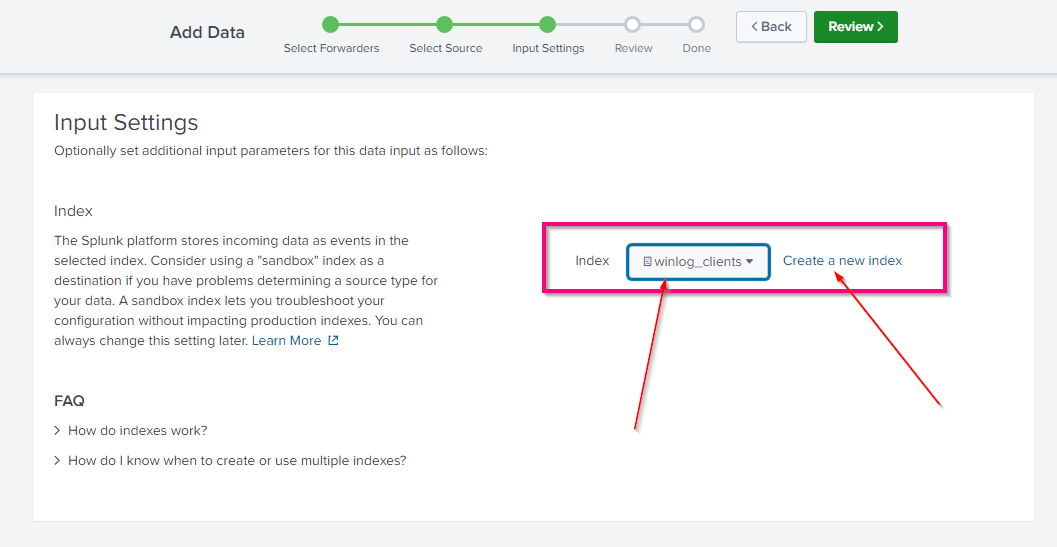 Add Data
Select Forwarders
Select Source
Input Settings
Review
Done
Back
Review
Input Settings
Optionally set additional input parameters for this data input as follows:
Index
The Splunk platform stores incoming data as events in the
selected index. Consider using a "sandbox" index as a
destination if you have problems determining a source type for
your data. A sandbox index lets you troubleshoot your
configuration without impacting production indexes. You can
always change this setting later. Learn More
Index winlog_clients Create a new index
FAQ
How do indexes work?
How do I know when to create or use multiple indexes?